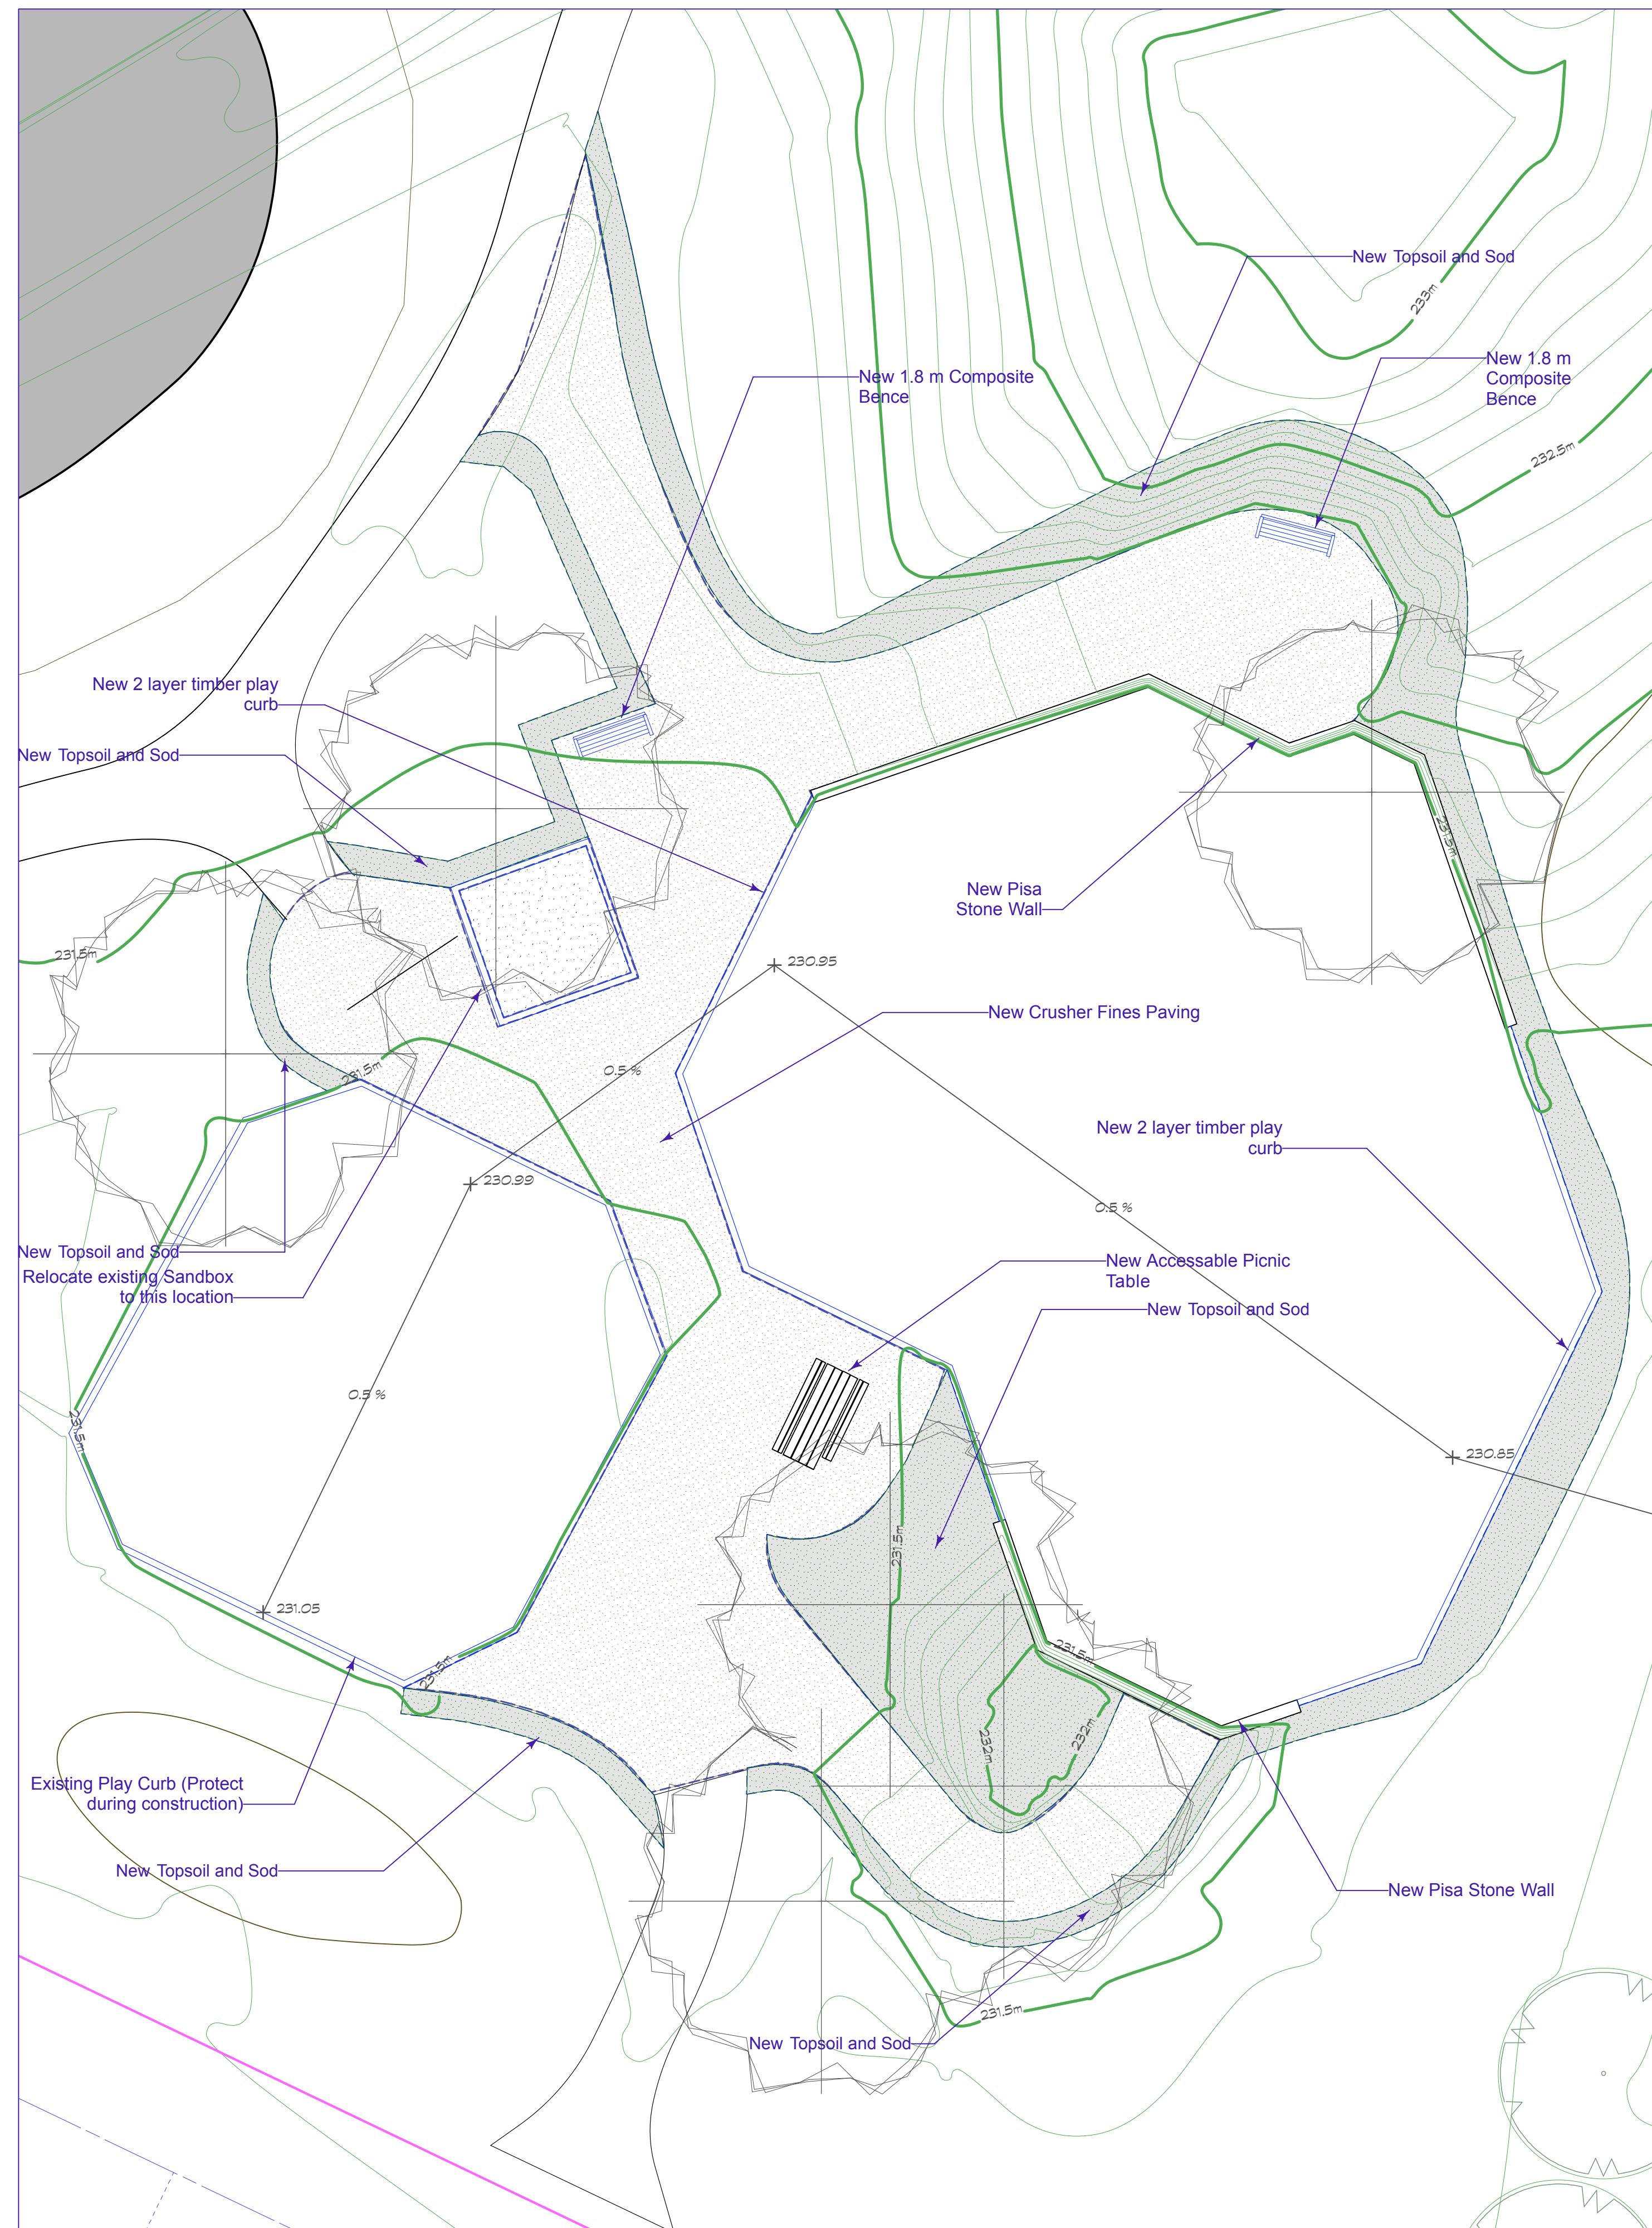 New Topsoil and Sod
233m
New 1.8 m
Composite
Bence
New 1.8 m Composite
Bence
232.5m
New 2 layer timber play
curb
New Topsoil and Sod
231.5m
New Pisa
Stone Wall
231.5m
230.95
New Crusher Fines Paving
0.5 %
231.5m
New 2 layer timber play
curb
230.99
0.5 %
New Topsoil and Sod
Relocate existing Sandbox
to this location
New Accessable Picnic
Table
New Topsoil and Sod
0.5 %
231.5m
230.85
231.5m
231.05
231.5m
231.5m
232m
232m
Existing Play Curb (Protect
during construction)
New Topsoil and Sod
New Pisa Stone Wall
231.5m
New Topsoil and Sod